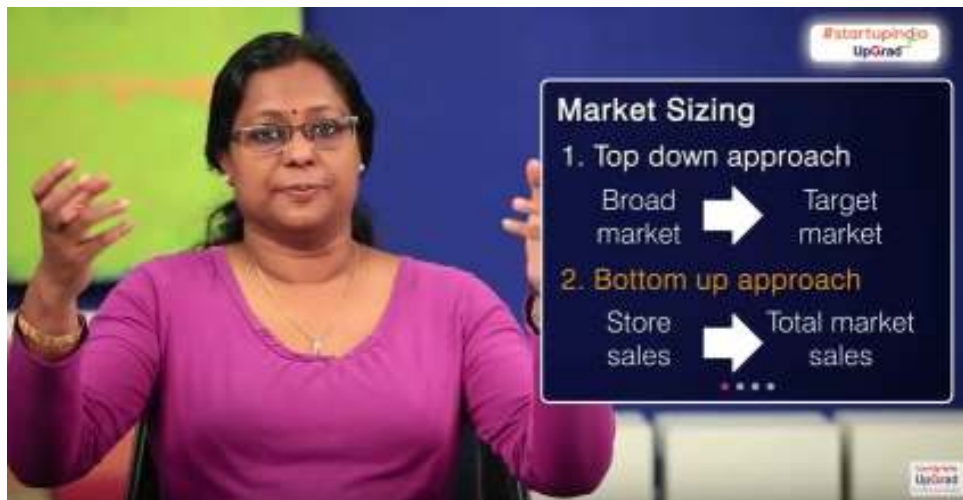 #startupindia
UpGrad
Market Sizing
1. Top down approach
Broad market
Target market
2. Bottom up approach
Store sales
Total market sales
UpGrad